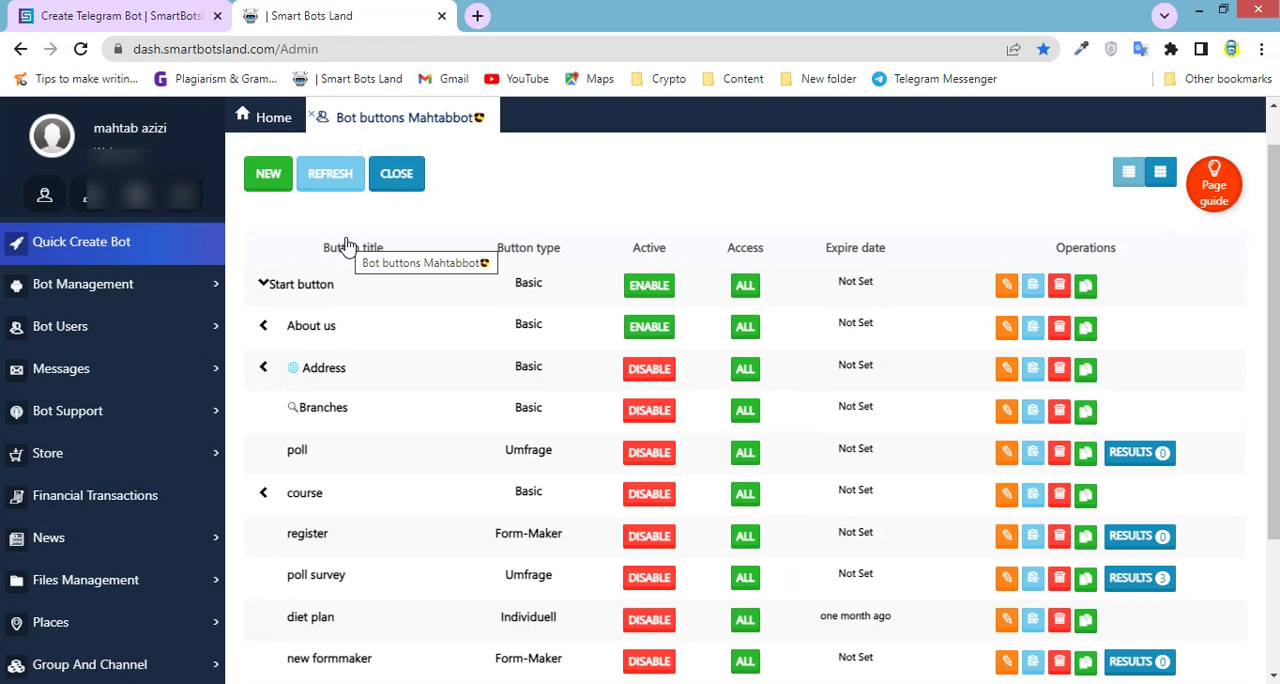 Create Telegram Bot | SmartBotsL
| Smart Bots Land
dash.smartbotsland.com/Admin
Tips to make writin... Plagiarism & Gram... | Smart Bots Land Gmail YouTube Maps Crypto Content New folder Telegram Messenger Other bookmarks
mahtab azizi
Home
Bot buttons Mahtabbot😎
NEW REFRESH CLOSE
Page guide
Quick Create Bot
Bot Management
Bot Users
Messages
Bot Support
Store
Financial Transactions
News
Files Management
Places
Group And Channel
Button title Button type Active Access Expire date Operations
Bot buttons Mahtabbot😎
Start button Basic ENABLE ALL Not Set
About us Basic ENABLE ALL Not Set
🌐 Address Basic DISABLE ALL Not Set
🔍Branches Basic DISABLE ALL Not Set
poll Umfrage DISABLE ALL Not Set RESULTS 0
course Basic DISABLE ALL Not Set
register Form-Maker DISABLE ALL Not Set RESULTS 0
poll survey Umfrage DISABLE ALL Not Set RESULTS 3
diet plan Individuell DISABLE ALL one month ago
new formmaker Form-Maker DISABLE ALL Not Set RESULTS 0